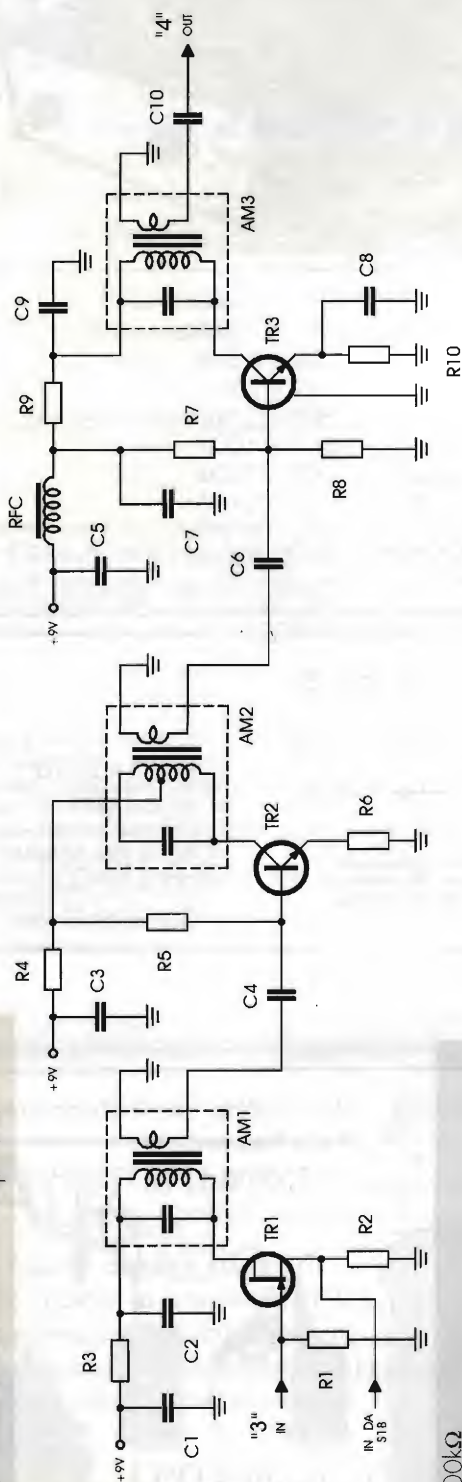 +9V
R3
C1
C2
AM1
TR1
"3"
IN
R1
R2
IN DA
S1B
+9V
R4
C3
R5
C4
AM2
TR2
R6
+9V
RFC
C5
R9
C9
C7
R7
C6
R8
TR3
AM3
C8
R10
C10
"4"
OUT
00kΩ